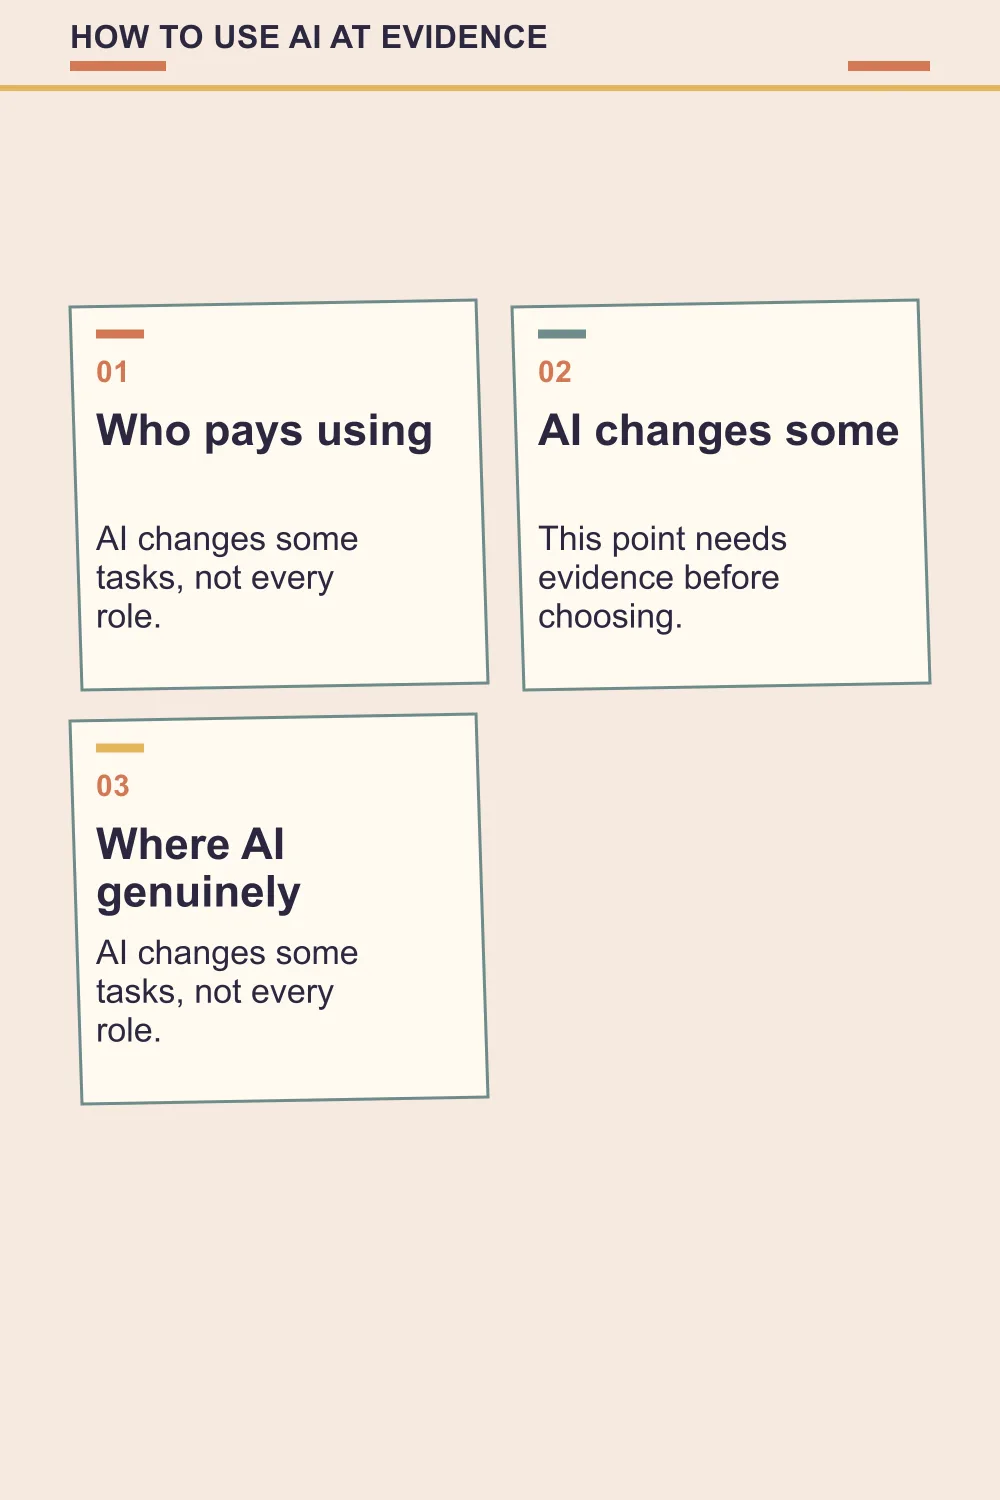 HOW TO USE AI AT EVIDENCE
01
Who pays using
AI changes some
tasks, not every
role.
02
AI changes some
This point needs
evidence before
choosing.
03
Where AI
genuinely
AI changes some
tasks, not every
role.